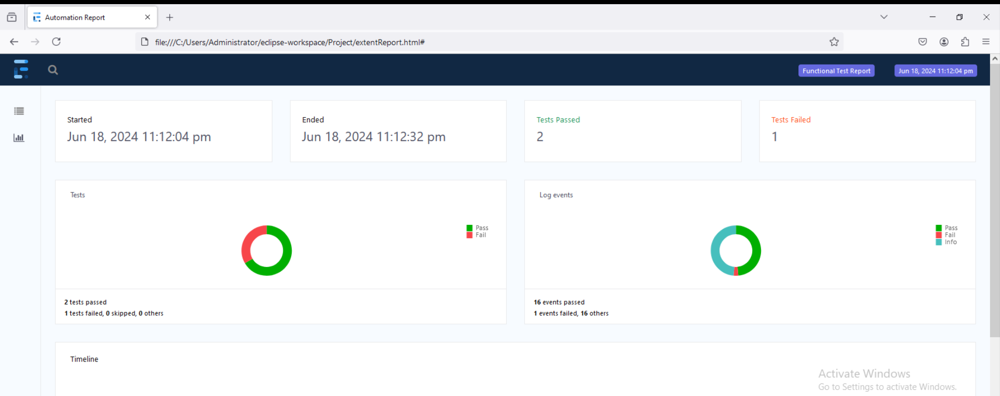 Automation Report
file:///C:/Users/Administrator/eclipse-workspace/Project/extentReport.html#
Functional Test Report
Jun 18, 2024 11:12:04 pm
Started
Jun 18, 2024 11:12:04 pm
Ended
Jun 18, 2024 11:12:32 pm
Tests Passed
2
Tests Failed
1
Tests
Pass
Fail
2 tests passed
1 tests failed, 0 skipped, 0 others
Log events
Pass
Fail
Info
16 events passed
1 events failed, 16 others
Timeline
Activate Windows
Go to Settings to activate Windows.